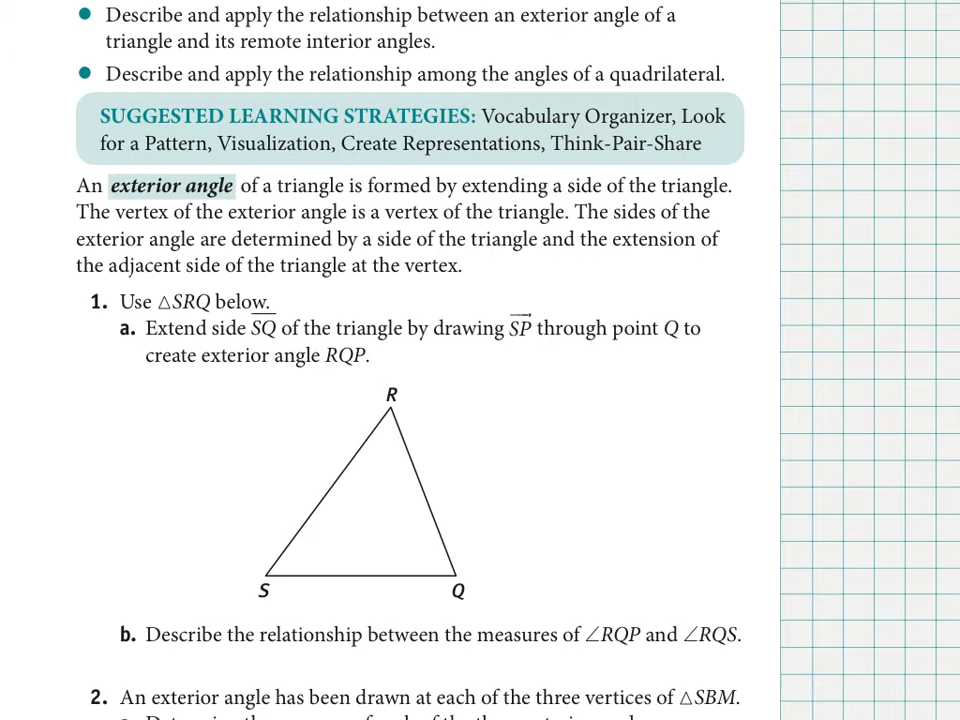 • Describe and apply the relationship between an exterior angle of a
triangle and its remote interior angles.
• Describe and apply the relationship among the angles of a quadrilateral.
SUGGESTED LEARNING STRATEGIES: Vocabulary Organizer, Look
for a Pattern, Visualization, Create Representations, Think-Pair-Share
An exterior angle of a triangle is formed by extending a side of the triangle.
The vertex of the exterior angle is a vertex of the triangle. The sides of the
exterior angle are determined by a side of the triangle and the extension of
the adjacent side of the triangle at the vertex.
1. Use △SRQ below.
a. Extend side SQ of the triangle by drawing SP through point Q to
create exterior angle RQP.
R
S Q
b. Describe the relationship between the measures of ∠RQP and ∠RQS.
2. An exterior angle has been drawn at each of the three vertices of △SBM.